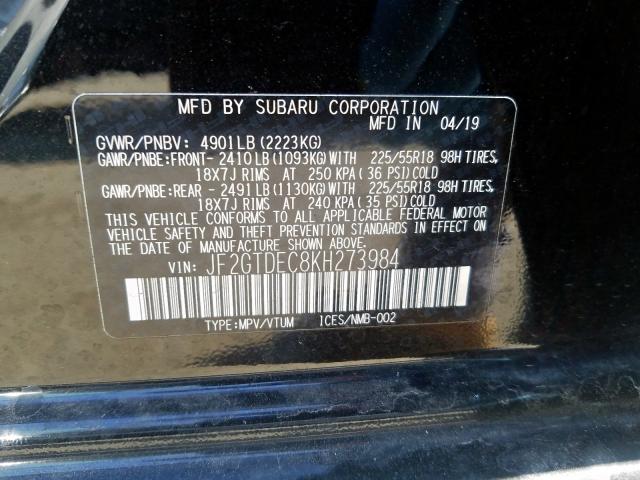 MFD BY SUBARU CORPORATION
MFD IN 04/19
GVWR/PNBV: 4901LB (2223KG)
GAWR/PNBE:FRONT- 2410LB(1093KG)WITH 225/55R18 98H TIRES,
18X7J RIMS AT 250 KPA(36 PSI)COLD
GAWR/PNBE:REAR - 2491LB(1130KG)WITH 225/55R18 98H TIRES,
18X7J RIMS AT 240 KPA(35 PSI)COLD
THIS VEHICLE CONFORMS TO ALL APPLICABLE FEDERAL MOTOR
VEHICLE SAFETY AND THEFT PREVENTION STANDARDS IN EFFECT
ON THE DATE OF MANUFACTURE SHOWN ABOVE.
VIN: JF2GTDEC8KH273984
TYPE:MPV/VTUM ICES/NMB-002